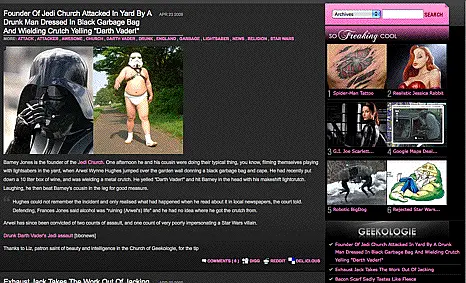 Founder Of Jedi Church Attacked In Yard By A
Drunk Man Dressed In Black Garbage Bag
And Wielding Crutch Yelling "Darth Vader!"
APR 23 2008
MORE: ATTACK , ATTACKER , AWESOME , CHURCH , DARTH VADER , DRUNK , ENGLAND , GARBAGE , LIGHTSABER , NEWS , RELIGION , STAR WARS
Barney Jones is the founder of the Jedi Church. One afternoon he and his cousin were doing their typical thing, you know, filming themselves playing
with lightsabers in the yard, when Arwel Wynne Hughes jumped over the garden wall donning a black garbage bag and cape. He had recently put
down a 10 liter box of wine, and was wielding a metal crutch. He yelled "Darth Vader!" and hit Barney in the head with his makeshift lightcrutch.
Laughing, he then beat Barney's cousin in the leg for good measure.
Hughes could not remember the incident and only realised what had happened when he read about it in local newspapers, the court told.
Defending, Frances Jones said alcohol was "ruining (Arwel's) life" and he had no idea where he got the crutch from.
Arwel has since been convicted of two counts of assault, and one count of very poorly impersonating a Star Wars villain.
Drunk Darth Vader's Jedi assault [bbcnews]
Thanks to Liz, patron saint of beauty and intelligence in the Church of Geekologie, for the tip
COMMENTS DIGG REDDIT DEL.ICIO.US
Exhaust Jack Takes The Work Out Of Jacking
Archives
SEARCH
SO Freaking COOL
1 Spider-Man Tattoo
2 Realistic Jessica Rabbit
3 G.I. Joe Scarlett...
4 Google Maze Deal...
5 Robotic BigDog
6 Rejected Star Wars...
GEEKOLOGIE
Founder Of Jedi Church Attacked In Yard By A Drunk
Man Dressed In Black Garbage Bag And Wielding Crutch
Yelling "Darth Vader!"
Exhaust Jack Takes The Work Out Of Jacking
Bacon Scarf Sadly Tastes Like Fleece